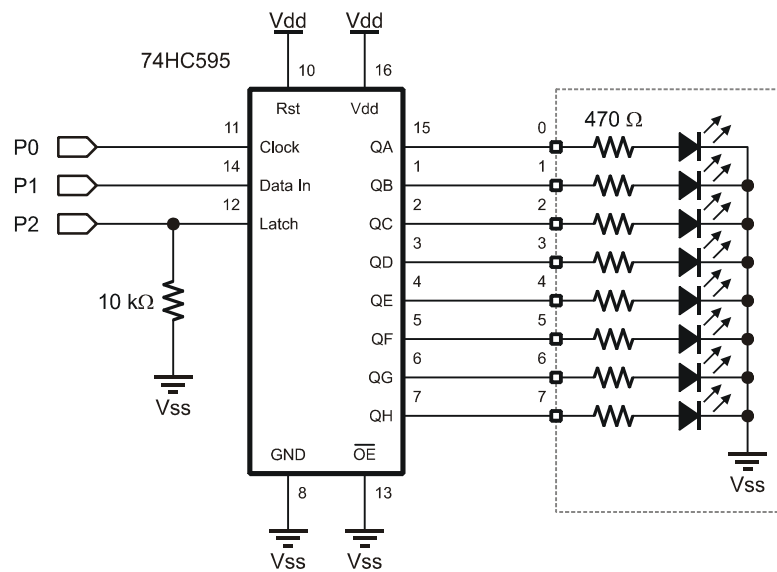 Vdd Vdd
74HC595
10 16
Rst Vdd
470 Ω
P0 11 Clock QA 15 0
P1 14 Data In QB 1 1
P2 12 Latch QC 2 2
QD 3 3
10 kΩ QE 4 4
QF 5 5
QG 6 6
Vss QH 7 7
GND OE
8 13
Vss
Vss Vss